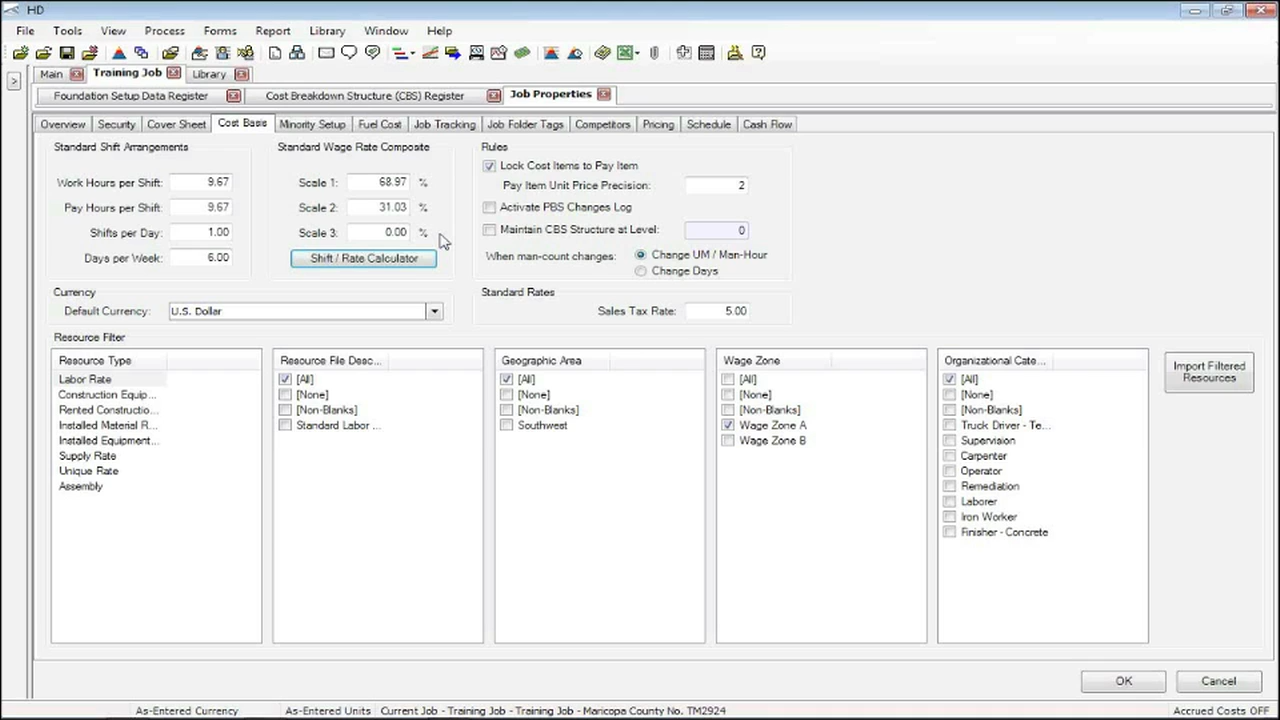 HD
File Tools View Process Forms Report Library Window Help
Main Training Job Library
Foundation Setup Data Register Cost Breakdown Structure (CBS) Register Job Properties
Overview Security Cover Sheet Cost Basis Minority Setup Fuel Cost Job Tracking Job Folder Tags Competitors Pricing Schedule Cash Flow
Standard Shift Arrangements
Work Hours per Shift: 9.67
Pay Hours per Shift: 9.67
Shifts per Day: 1.00
Days per Week: 6.00
Standard Wage Rate Composite
Scale 1: 68.97 %
Scale 2: 31.03 %
Scale 3: 0.00 %
Shift / Rate Calculator
Rules
Lock Cost Items to Pay Item
Pay Item Unit Price Precision: 2
Activate PBS Changes Log
Maintain CBS Structure at Level: 0
When man-count changes: Change UM / Man-Hour
Change Days
Currency
Default Currency: U.S. Dollar
Standard Rates
Sales Tax Rate: 5.00
Resource Filter
Resource Type
Labor Rate
Construction Equip...
Rented Constructio...
Installed Material R...
Installed Equipment...
Supply Rate
Unique Rate
Assembly
Resource File Desc...
[All]
[None]
[Non-Blanks]
Standard Labor ...
Geographic Area
[All]
[None]
[Non-Blanks]
Southwest
Wage Zone
[All]
[None]
[Non-Blanks]
Wage Zone A
Wage Zone B
Organizational Cate...
[All]
[None]
[Non-Blanks]
Truck Driver - Te...
Supervision
Carpenter
Operator
Remediation
Laborer
Iron Worker
Finisher - Concrete
Import Filtered
Resources
OK Cancel
As-Entered Currency As-Entered Units Current Job - Training Job - Training Job - Maricopa County No. TM2924 Accrued Costs OFF